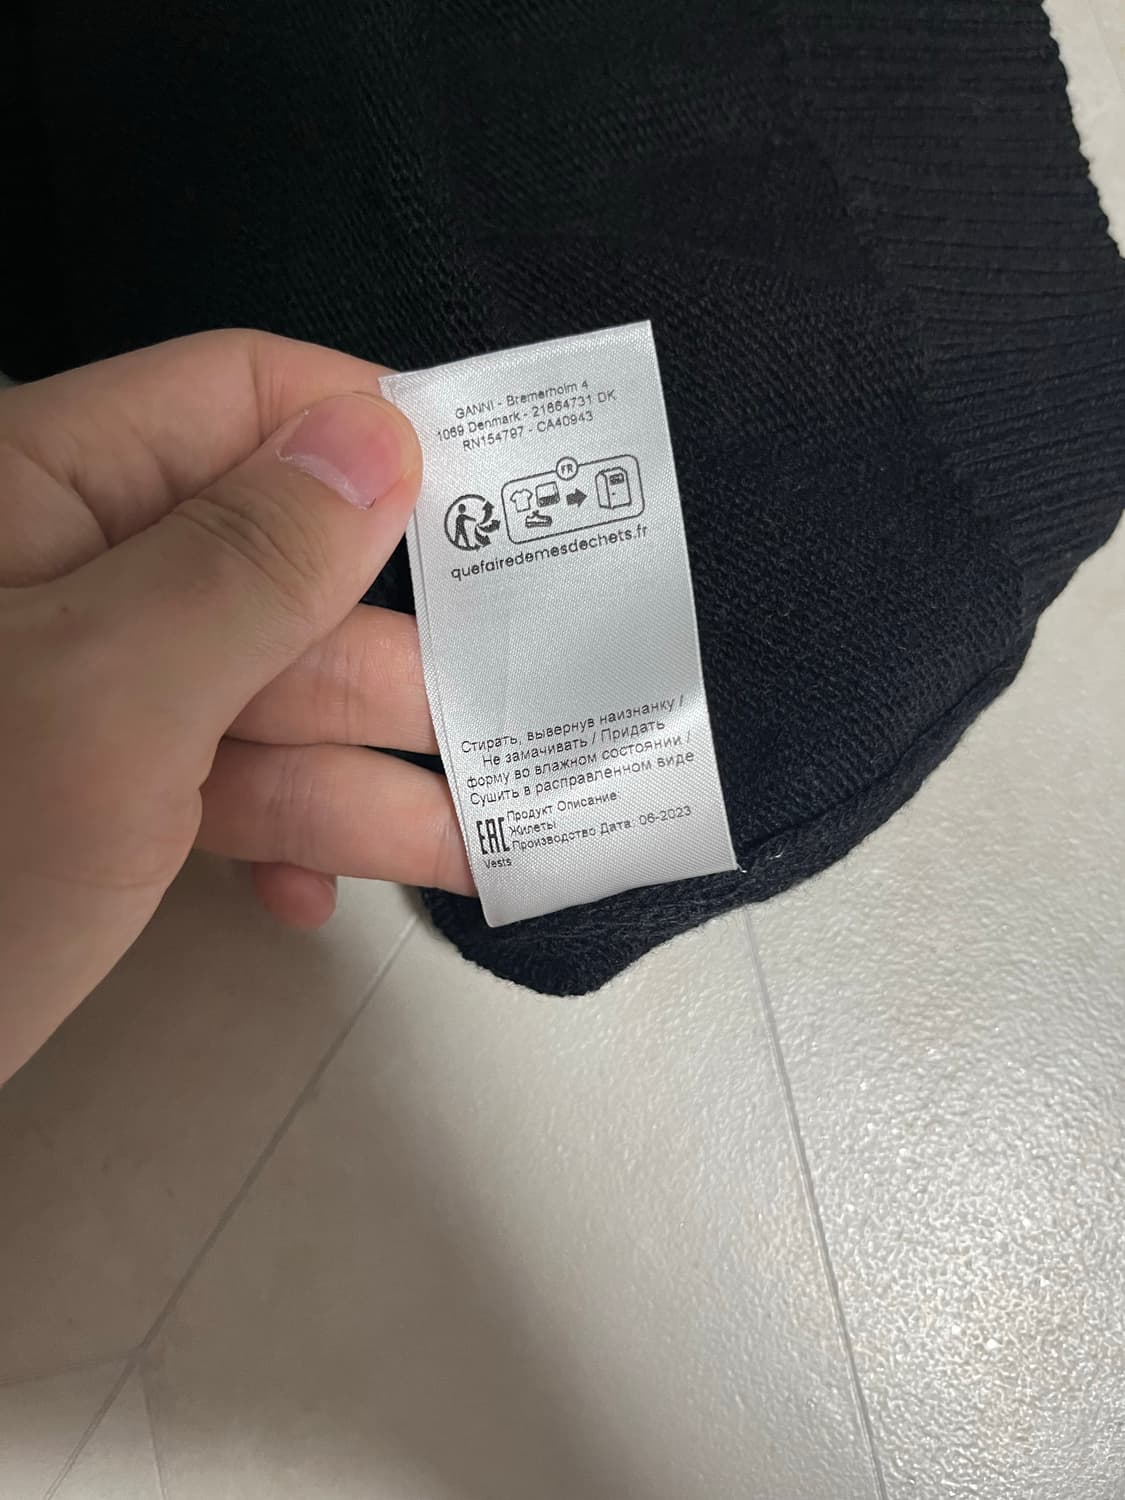 GANNI - Bremerholm 4
1069 Denmark - 21864731 DK
RN154797 - CA40943
FR
quefairedemesdechets.fr
Стирать, вывернув наизнанку /
Не замачивать / Придать
форму во влажном состоянии /
Сушить в расправленном виде
EAC
Продукт Описание:
Жилеты
Производство Дата: 06-2023
Vests